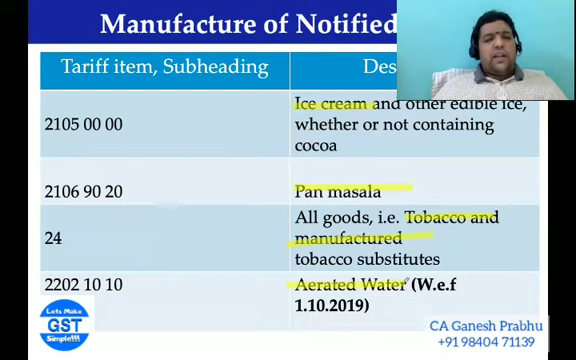 Manufacture of Notified
Tariff item, Subheading
Des
2105 00 00
Ice cream and other edible ice,
whether or not containing
cocoa
2106 90 20
Pan masala
24
All goods, i.e. Tobacco and
manufactured
tobacco substitutes
2202 10 10
Aerated Water (W.e.f
1.10.2019)
Lets Make
GST
Simple!!!
CA Ganesh Prabhu
+91 98404 71139